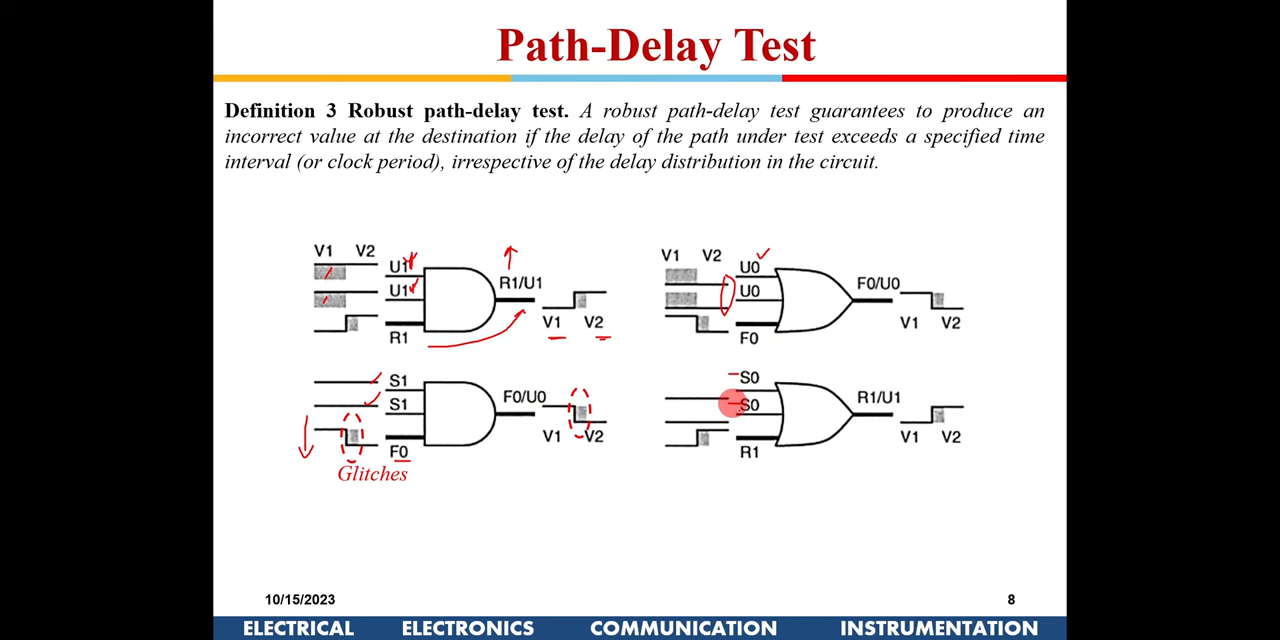 Path-Delay Test
Definition 3 Robust path-delay test. A robust path-delay test guarantees to produce an
incorrect value at the destination if the delay of the path under test exceeds a specified time
interval (or clock period), irrespective of the delay distribution in the circuit.
V1 V2
U1
U1
R1
R1/U1
V1 V2
V1 V2
U0
U0
F0
F0/U0
V1 V2
S1
S1
F0
F0/U0
V1 V2
Glitches
S0
S0
R1
R1/U1
V1 V2
10/15/2023
8
ELECTRICAL ELECTRONICS COMMUNICATION INSTRUMENTATION